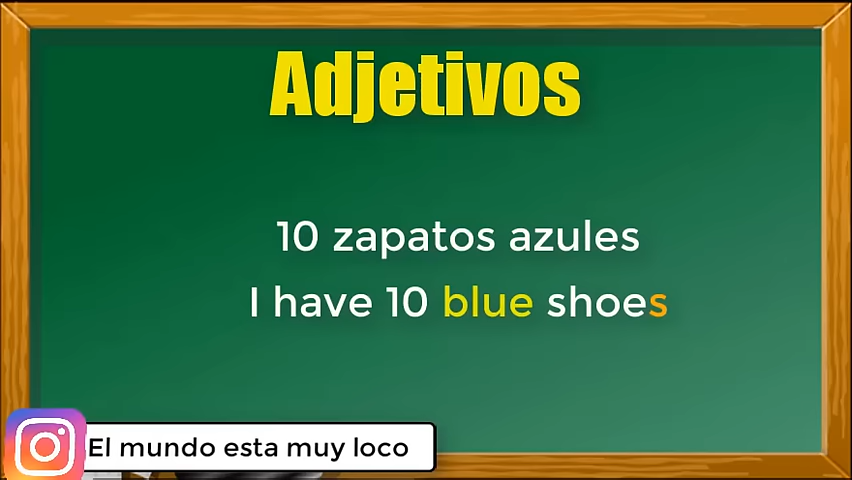 Adjetivos
10 zapatos azules
I have 10 blue shoes
El mundo esta muy loco